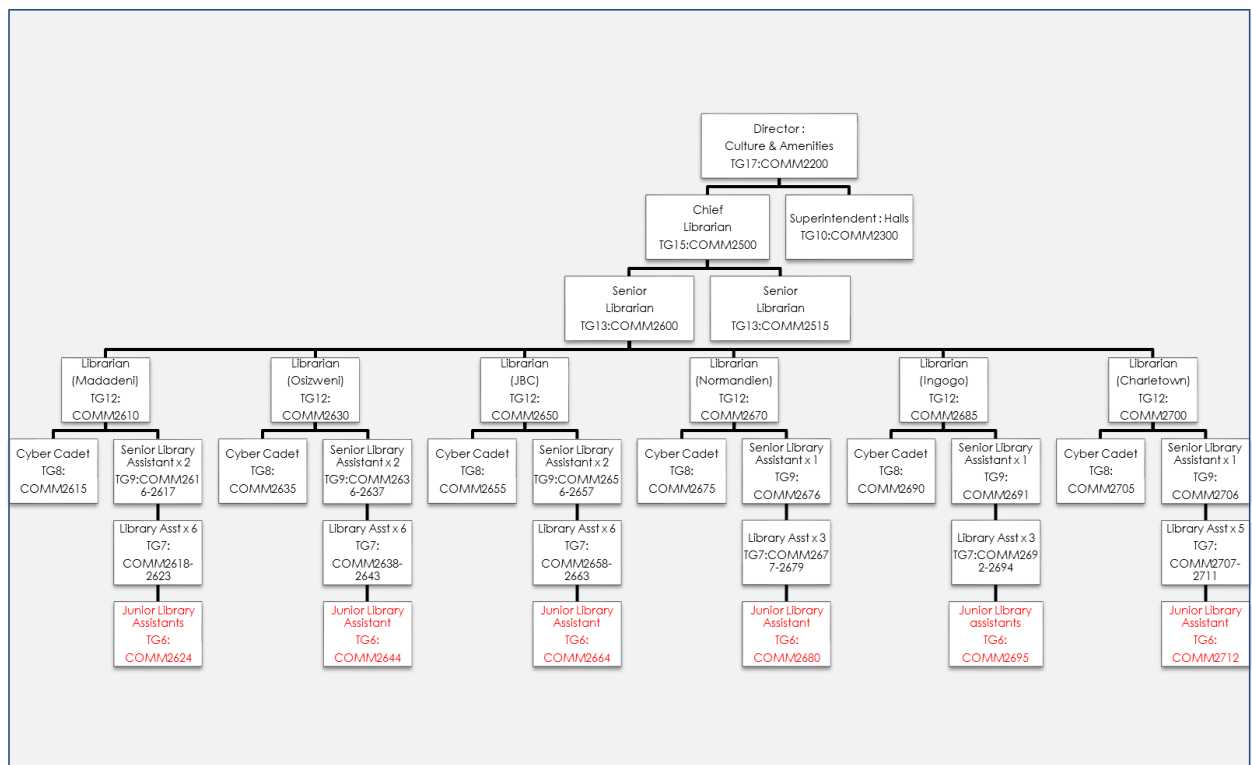 Director :
Culture & Amenities
TG17:COMM2200
Chief
Librarian
TG15:COMM2500
Superintendent : Halls
TG10:COMM2300
Senior
Librarian
TG13:COMM2600
Senior
Librarian
TG13:COMM2515
Librarian
(Madadeni)
TG12:
COMM2610
Librarian
(Osizweni)
TG12:
COMM2630
Librarian
(JBC)
TG12:
COMM2650
Librarian
(Normandien)
TG12:
COMM2670
Librarian
(Ingogo)
TG12:
COMM2685
Librarian
(Charletown)
TG12:
COMM2700
Cyber Cadet
TG8:
COMM2615
Senior Library
Assistant x 2
TG9:COMM261
6-2617
Cyber Cadet
TG8:
COMM2635
Senior Library
Assistant x 2
TG9:COMM263
6-2637
Cyber Cadet
TG8:
COMM2655
Senior Library
Assistant x 2
TG9:COMM265
6-2657
Cyber Cadet
TG8:
COMM2675
Senior Library
Assistant x 1
TG9:
COMM2676
Cyber Cadet
TG8:
COMM2690
Senior Library
Assistant x 1
TG9:
COMM2691
Cyber Cadet
TG8:
COMM2705
Senior Library
Assistant x 1
TG9:
COMM2706
Library Asst x 6
TG7:
COMM2618-
2623
Library Asst x 6
TG7:
COMM2638-
2643
Library Asst x 6
TG7:
COMM2658-
2663
Library Asst x 3
TG7:COMM267
7-2679
Library Asst x 3
TG7:COMM269
2-2694
Library Asst x 5
TG7:
COMM2707-
2711
Junior Library
Assistants
TG6:
COMM2624
Junior Library
Assistant
TG6:
COMM2644
Junior Library
Assistant
TG6:
COMM2664
Junior Library
Assistant
TG6:
COMM2680
Junior Library
assistants
TG6:
COMM2695
Junior Library
Assistant
TG6:
COMM2712